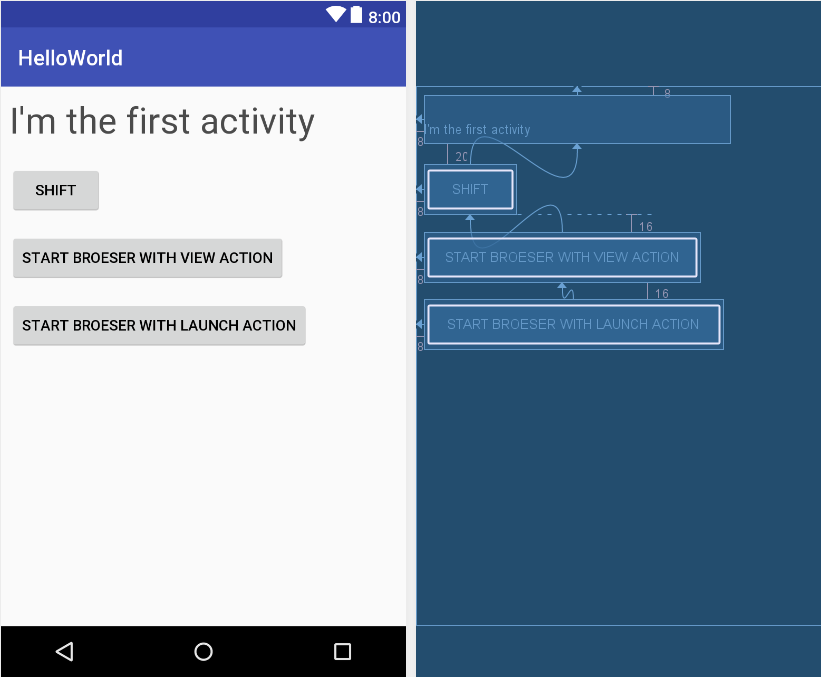 8:00
HelloWorld
I'm the first activity
SHIFT
START BROESER WITH VIEW ACTION
START BROESER WITH LAUNCH ACTION
8
I'm the first activity
8
20
SHIFT
8
16
START BROESER WITH VIEW ACTION
8
16
START BROESER WITH LAUNCH ACTION
8